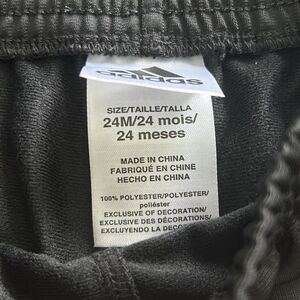 adidas
SIZE/TAILLE/TALLA
24M/24 mois/
24 meses
MADE IN CHINA
FABRIQUÉ EN CHINE
HECHO EN CHINA
100% POLYESTER/POLYESTER/
poliéster
EXCLUSIVE OF DECORATION/
EXCLUSIVE DES DÉCORATIONS/
EXCLUYENDO LA DECORA